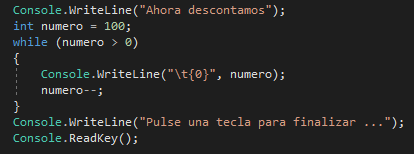 Console.WriteLine("Ahora descontamos");
int numero = 100;
while (numero > 0)
{
Console.WriteLine("\t{0}", numero);
numero--;
}
Console.WriteLine("Pulse una tecla para finalizar ...");
Console.ReadKey();